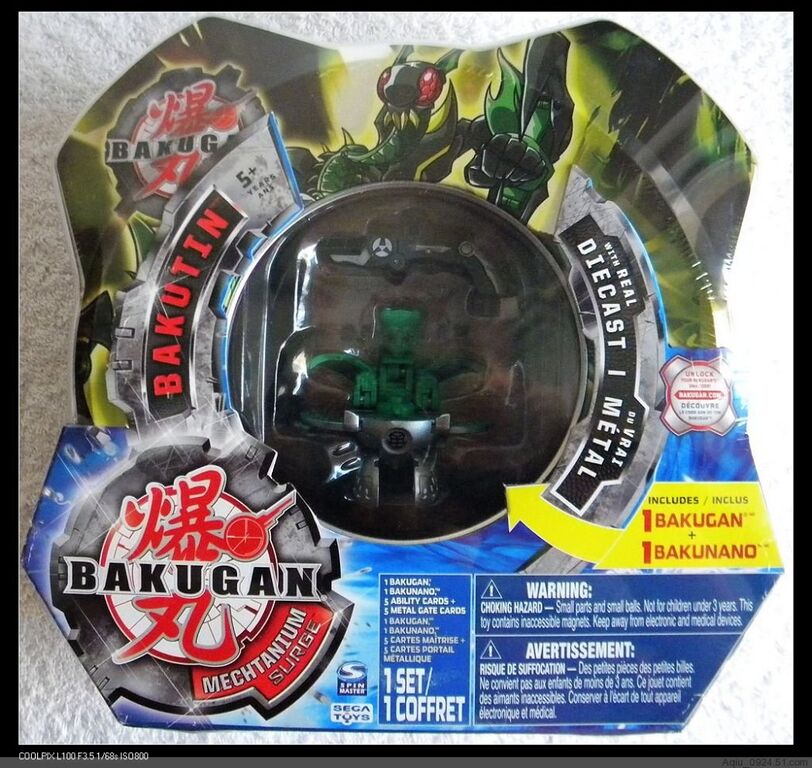 爆
BAKUGAN
丸
5+
YEARS
ANS
BAKUTIN
WITH REAL
DIECAST |
DU VRAI
MÉTAL
UNLOCK
BAKUGAN.COM
DÉCOUVRE
INCLUDES / INCLUS
1 BAKUGAN™
+
1 BAKUNANO™
爆
BAKUGAN
丸
MECHTANIUM
SURGE
SPIN
MASTER
SEGA
TOYS
1 BAKUGAN,
1 BAKUNANO,
5 ABILITY CARDS +
5 METAL GATE CARDS
1 BAKUGAN,
1 BAKUNANO,
5 CARTES MAÎTRISE +
5 CARTES PORTAIL
MÉTALLIQUE
1 SET/
1 COFFRET
WARNING:
CHOKING HAZARD — Small parts and small balls. Not for children under 3 years. This
toy contains inaccessible magnets. Keep away from electronic and medical devices.
AVERTISSEMENT:
RISQUE DE SUFFOCATION — Des petites pièces des petites billes.
Ne convient pas aux enfants de moins de 3 ans. Ce jouet contient
des aimants inaccessibles. Conserver à l'écart de tout appareil
électronique et médical.
COOLPIX L100 F3.5 1/68s ISO800
Aqiu_0924.51.com